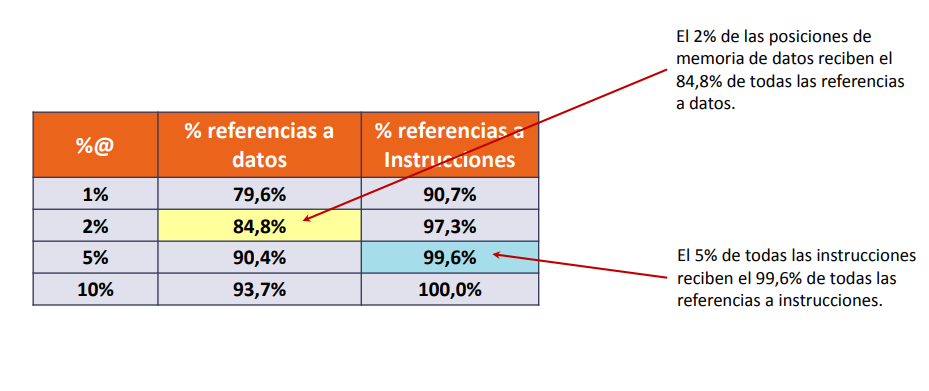 El 2% de las posiciones de
memoria de datos reciben el
84,8% de todas las referencias
a datos.
%@ % referencias a datos % referencias a Instrucciones
1% 79,6% 90,7%
2% 84,8% 97,3%
5% 90,4% 99,6%
10% 93,7% 100,0%
El 5% de todas las instrucciones
reciben el 99,6% de todas las
referencias a instrucciones.